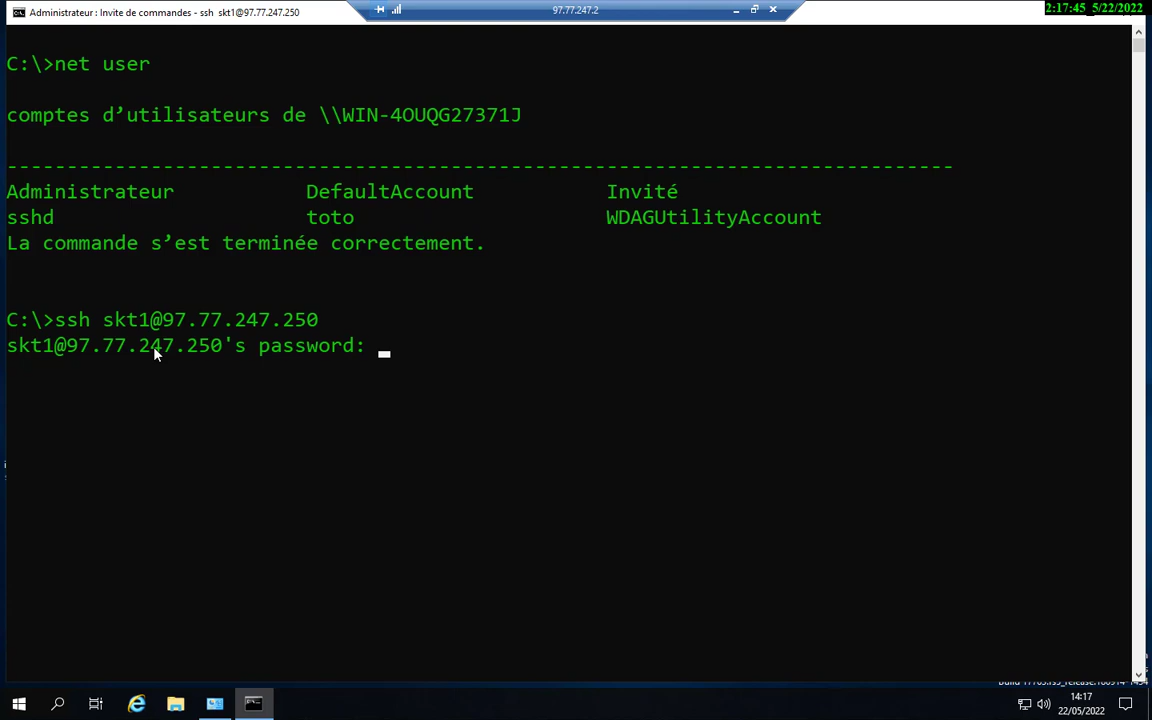 Administrateur : Invite de commandes - ssh skt1@97.77.247.250
97.77.247.2
2:17:45 5/22/2022
C:\>net user
comptes d’utilisateurs de \\WIN-4OUQG27371J
-------------------------------------------------------------------------------
Administrateur DefaultAccount Invité
sshd toto WDAGUtilityAccount
La commande s’est terminée correctement.
C:\>ssh skt1@97.77.247.250
skt1@97.77.247.250's password:
14:17
22/05/2022